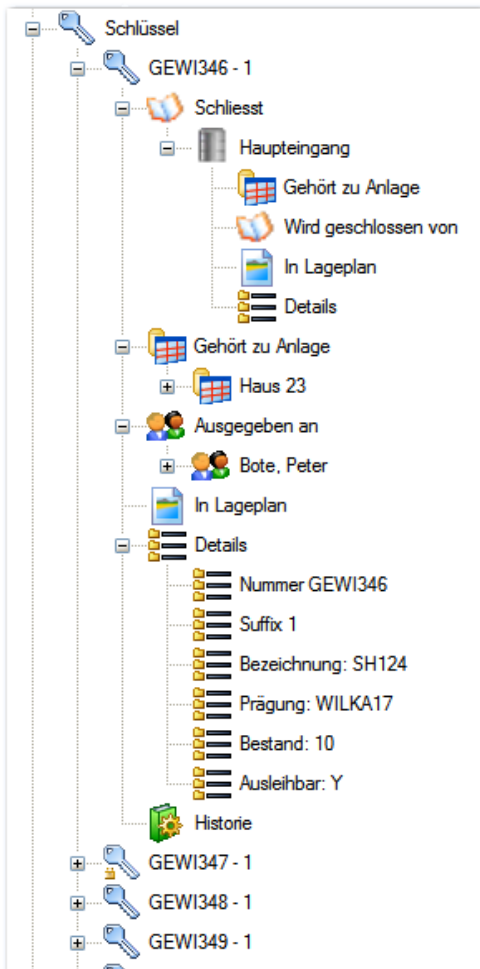 Schlüssel
GEWI346 - 1
Schliesst
Haupteingang
Gehört zu Anlage
Wird geschlossen von
In Lageplan
Details
Gehört zu Anlage
Haus 23
Ausgegeben an
Bote, Peter
In Lageplan
Details
Nummer GEWI346
Suffix 1
Bezeichnung: SH124
Prägung: WILKA17
Bestand: 10
Ausleihbar: Y
Historie
GEWI347 - 1
GEWI348 - 1
GEWI349 - 1